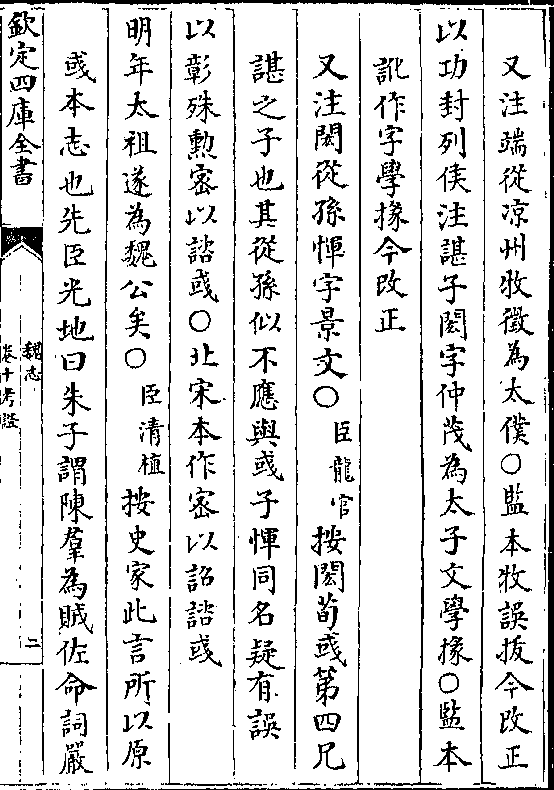 又注端從凉州牧徵為太僕○監本牧誤拔今改正
以功封列侯注諶子閎字仲茂為太子文學掾○監本
訛作字學掾今改正
又注閎從孫惲字景文○臣龍官按閎荀彧第四兄
諶之子也其從孫似不應與彧子惲同名疑有誤
以彰殊勲密以諮彧○北宋本作密以詔諮彧
明年太祖遂為魏公矣○臣清植按史家此言所以原
彧本志也先臣光地曰朱子謂陳羣為賊佐命詞嚴
欽定四庫全書
魏志
卷十考證
二